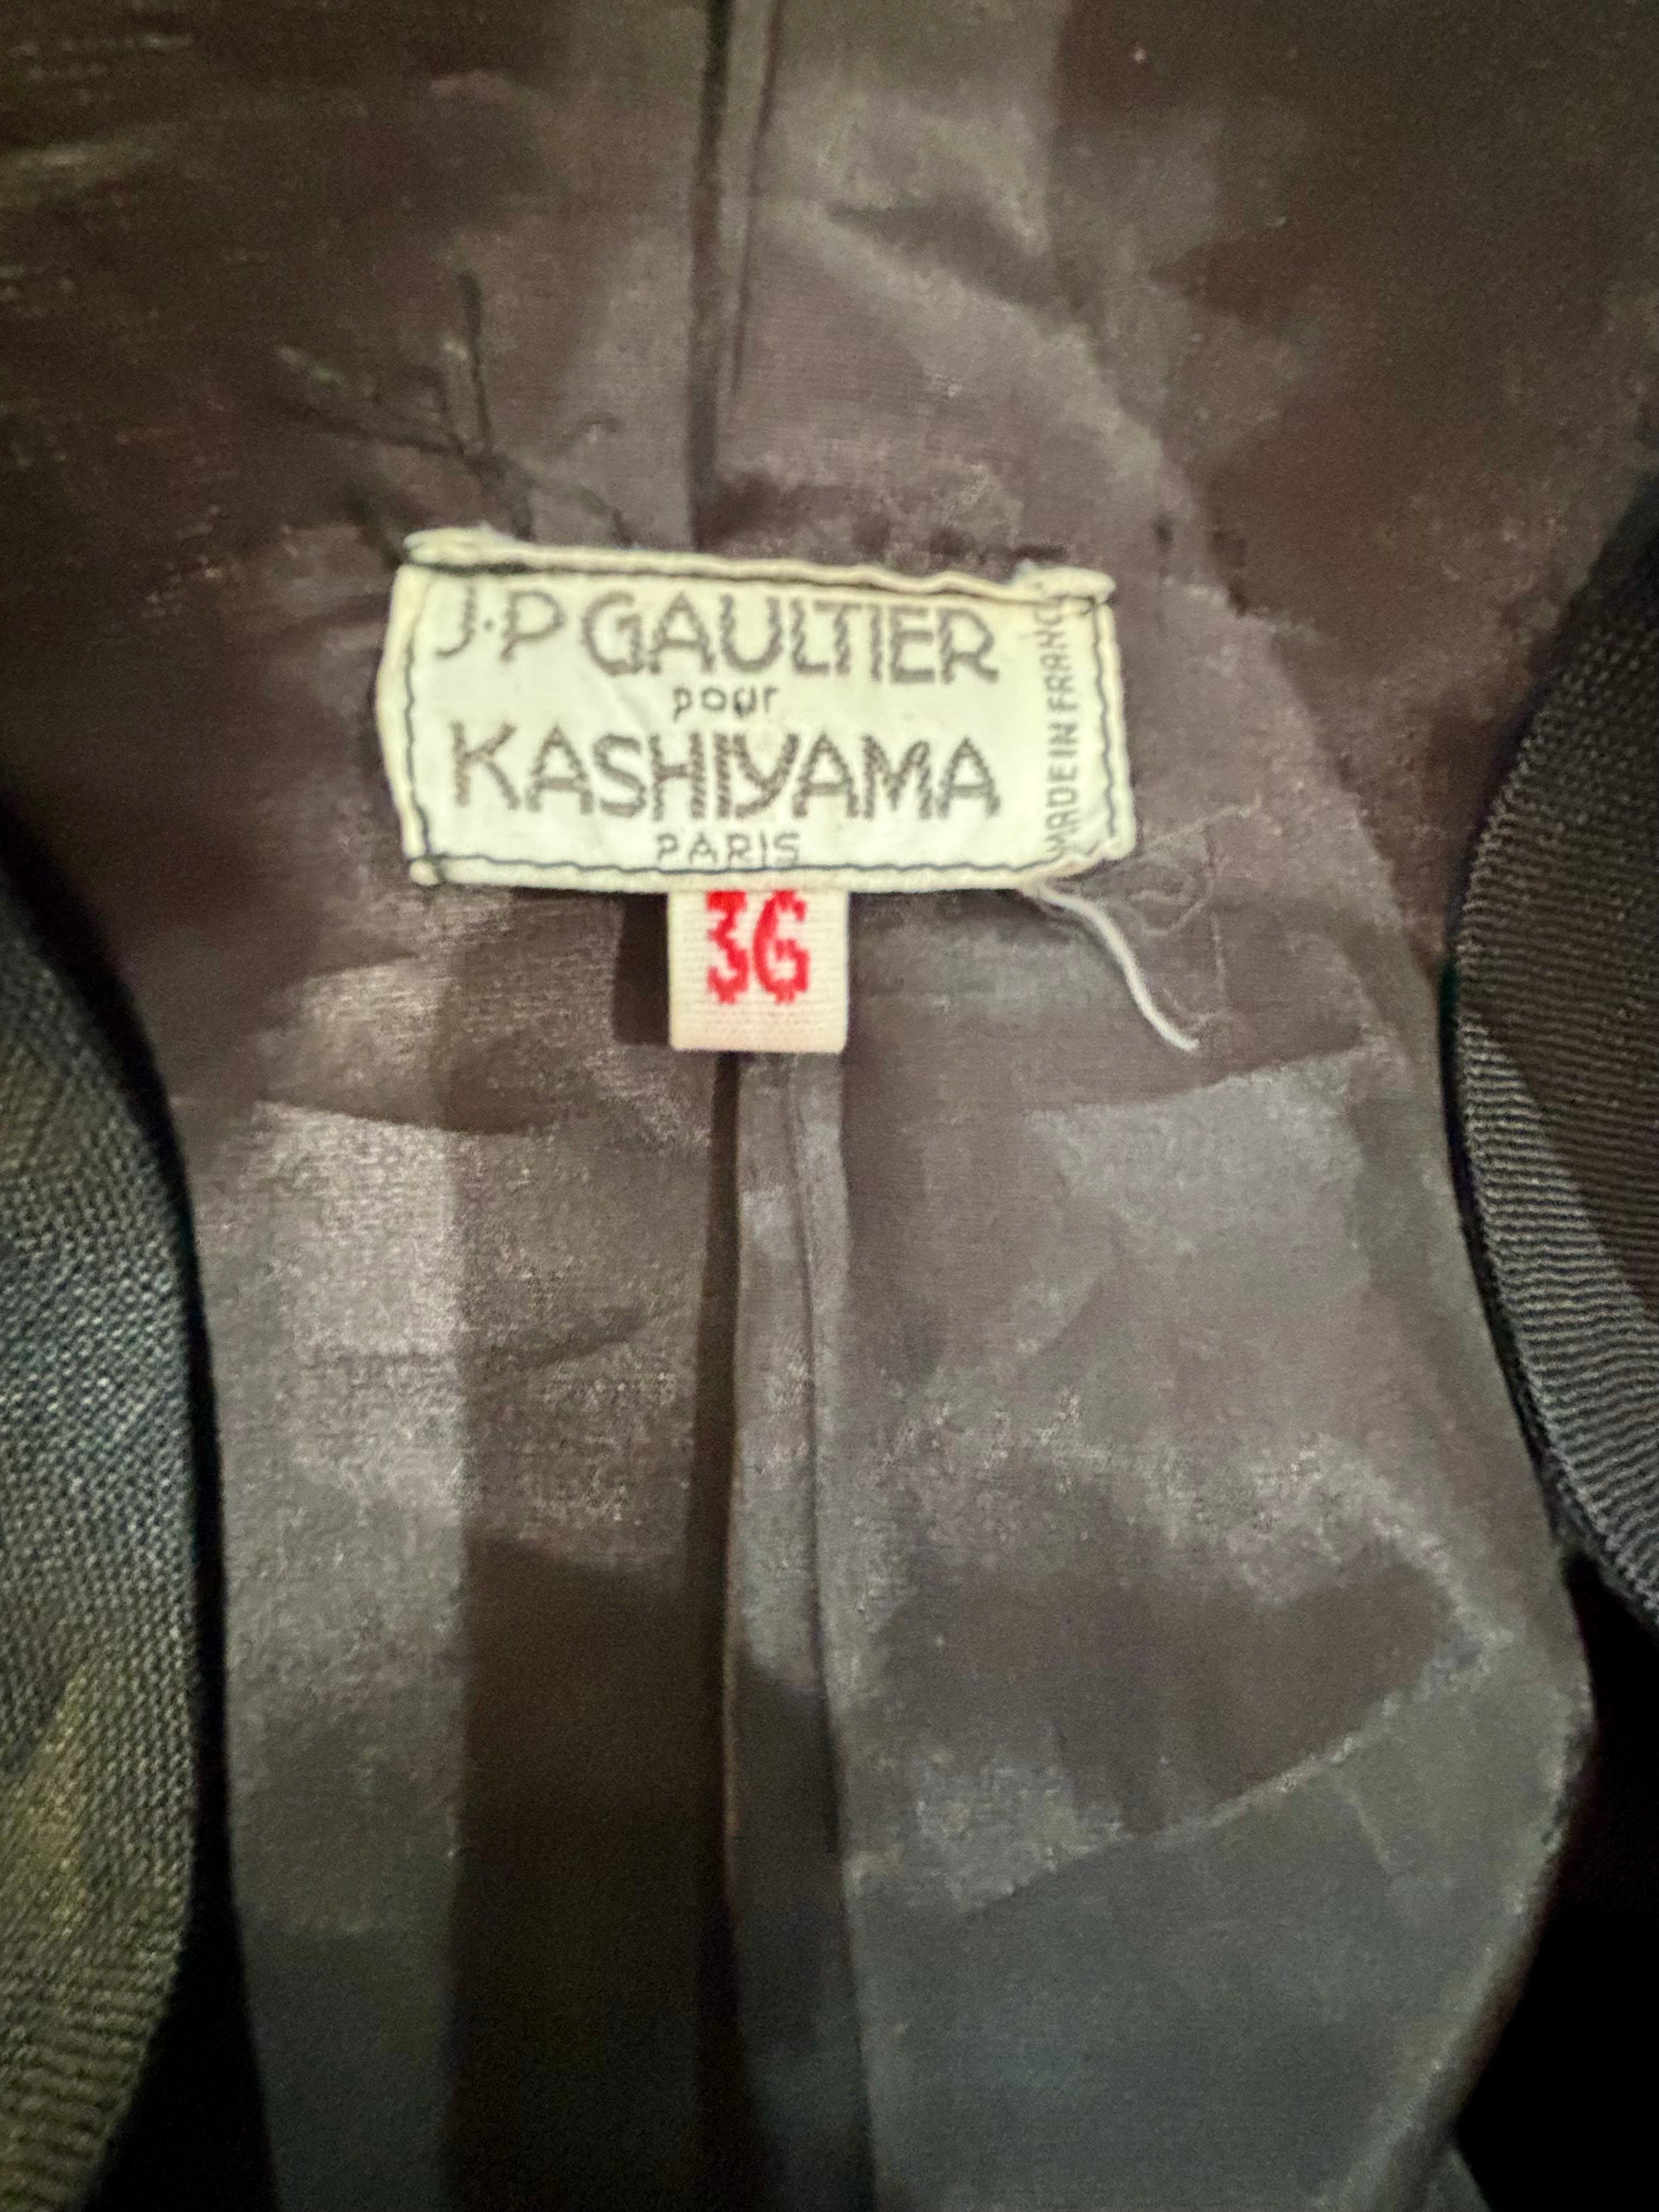 J.P GAULTIER
pour
KASHIYAMA
PARIS
MADE IN FRANCE
36